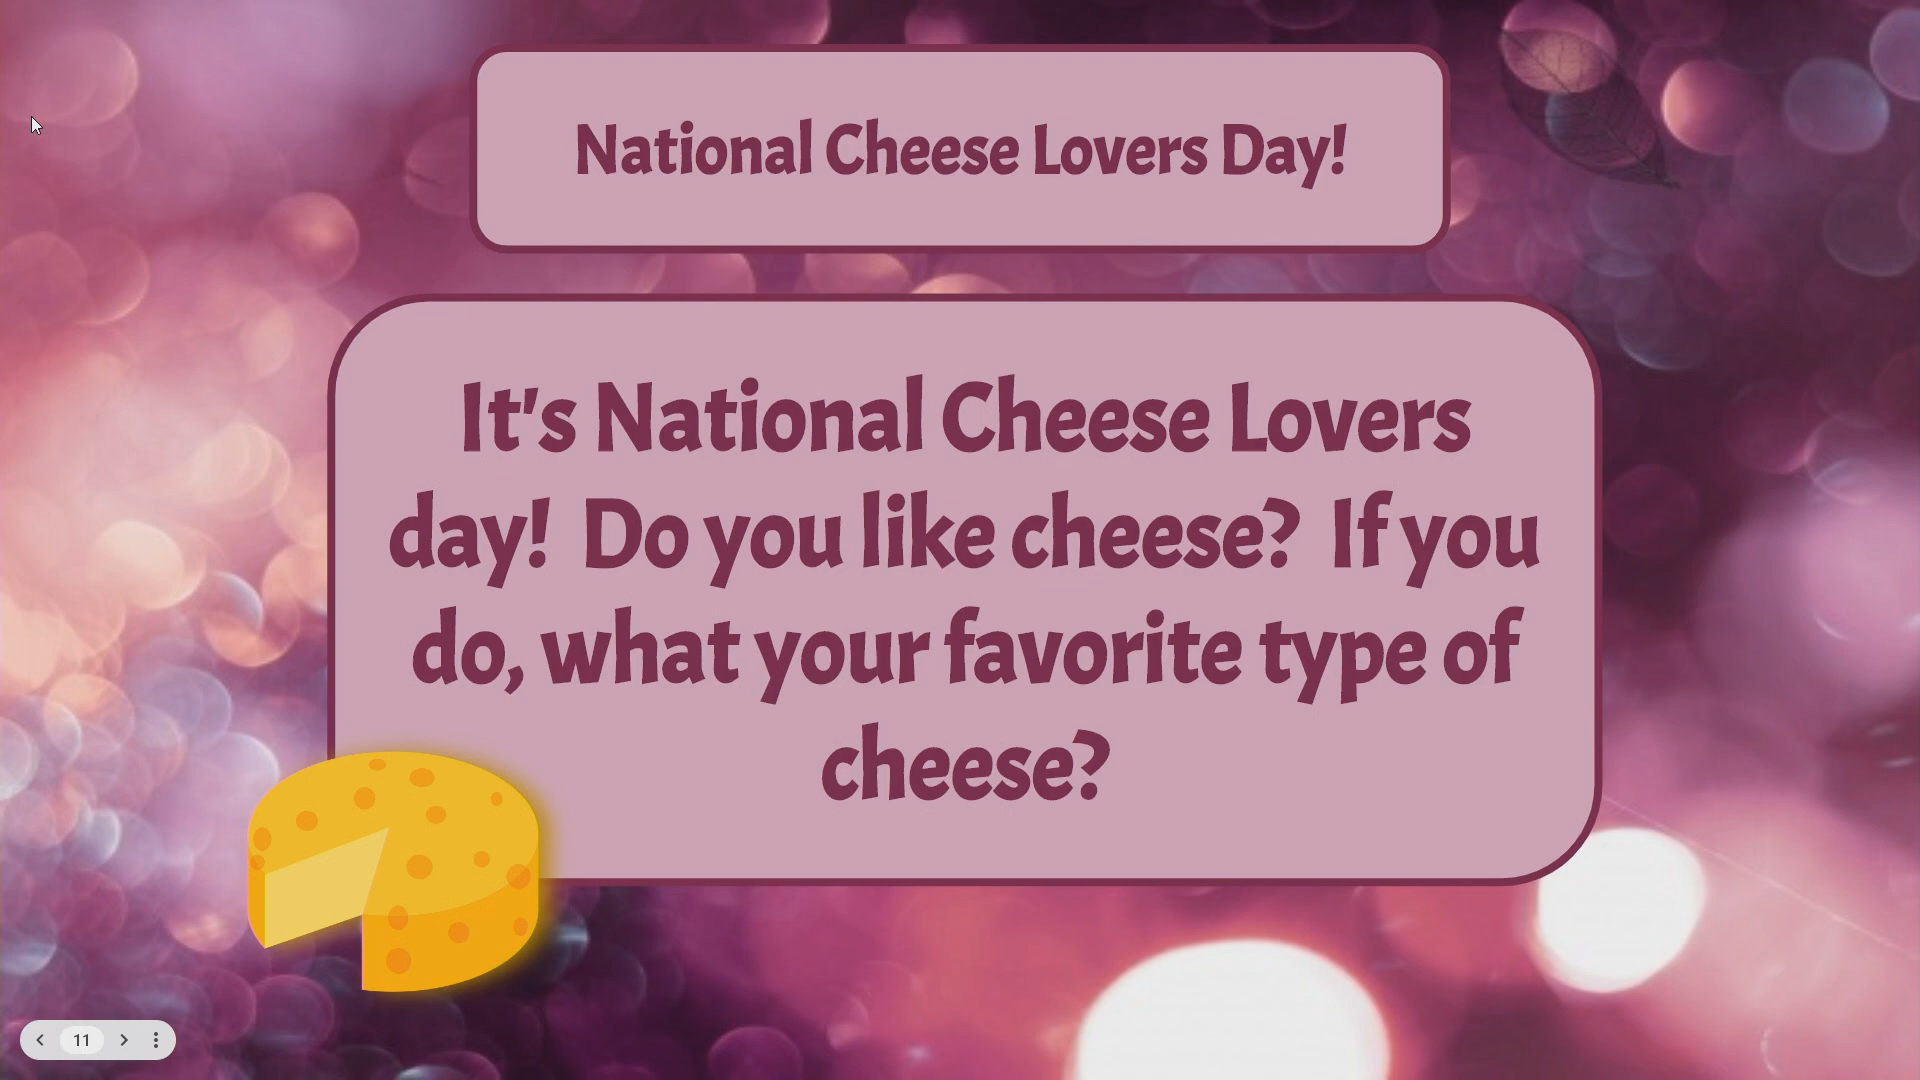 National Cheese Lovers Day!
It's National Cheese Lovers
day!  Do you like cheese?  If you
do, what your favorite type of
cheese?
11